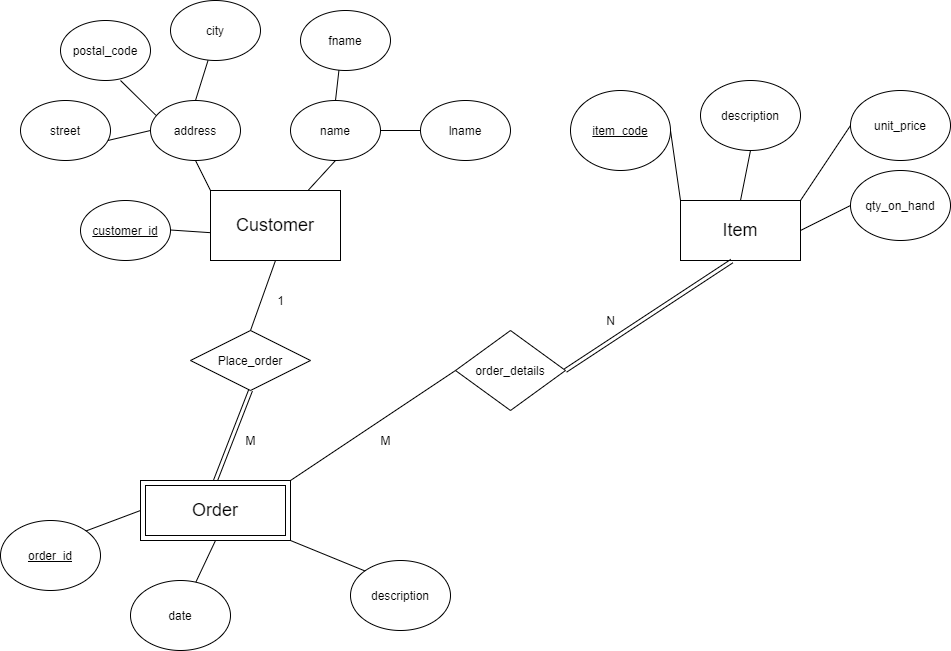 city
fname
postal_code
street
address
name
lname
item_code
description
unit_price
qty_on_hand
customer_id
Customer
Item
1
N
Place_order
order_details
M
M
Order
order_id
date
description